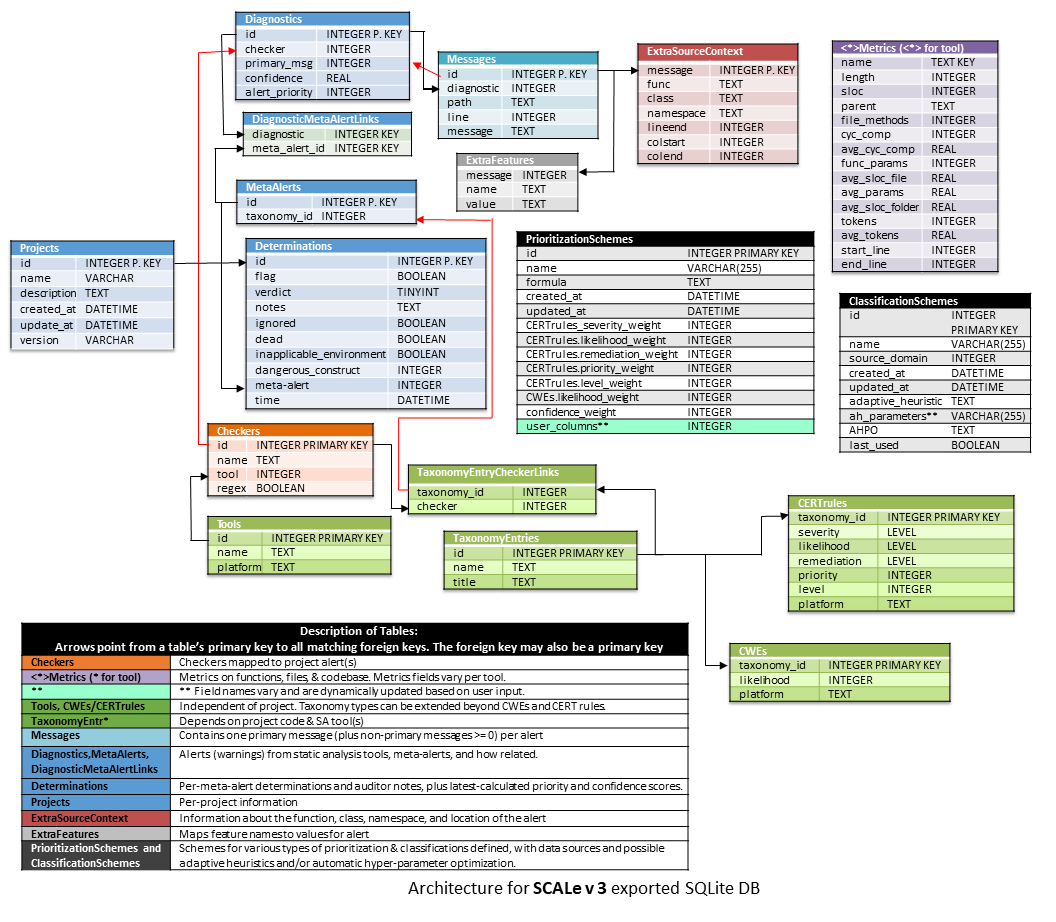 Diagnostics
id INTEGER P. KEY
checker INTEGER
primary_msg INTEGER
confidence REAL
alert_priority INTEGER
DiagnosticMetaAlertLinks
diagnostic INTEGER KEY
meta_alert_id INTEGER KEY
MetaAlerts
id INTEGER P. KEY
taxonomy_id INTEGER
Messages
id INTEGER P. KEY
diagnostic INTEGER
path TEXT
line INTEGER
message TEXT
ExtraFeatures
message INTEGER
name TEXT
value TEXT
ExtraSourceContext
message INTEGER P. KEY
func TEXT
class TEXT
namespace TEXT
lineend INTEGER
colstart INTEGER
colend INTEGER
<*>Metrics (<*> for tool)
name TEXT KEY
length INTEGER
sloc INTEGER
parent TEXT
file_methods INTEGER
cyc_comp INTEGER
avg_cyc_comp REAL
func_params INTEGER
avg_sloc_file REAL
avg_params REAL
avg_sloc_folder REAL
tokens INTEGER
avg_tokens REAL
start_line INTEGER
end_line INTEGER
Projects
id INTEGER P. KEY
name VARCHAR
description TEXT
created_at DATETIME
update_at DATETIME
version VARCHAR
Determinations
id INTEGER P. KEY
flag BOOLEAN
verdict TINYINT
notes TEXT
ignored BOOLEAN
dead BOOLEAN
inapplicable_environment BOOLEAN
dangerous_construct INTEGER
meta-alert INTEGER
time DATETIME
PrioritizationSchemes
id INTEGER PRIMARY KEY
name VARCHAR(255)
formula TEXT
created_at DATETIME
updated_at DATETIME
CERTrules_severity_weight INTEGER
CERTrules.likelihood_weight INTEGER
CERTrules.remediation_weight INTEGER
CERTrules.priority_weight INTEGER
CERTrules.level_weight INTEGER
CWEs.likelihood_weight INTEGER
confidence_weight INTEGER
user_columns** INTEGER
ClassificationSchemes
id INTEGER
PRIMARY KEY
name VARCHAR(255)
source_domain INTEGER
created_at DATETIME
updated_at DATETIME
adaptive_heuristic TEXT
ah_parameters** VARCHAR(255)
AHPO TEXT
last_used BOOLEAN
Checkers
id INTEGER PRIMARY KEY
name TEXT
tool INTEGER
regex BOOLEAN
Tools
id INTEGER PRIMARY KEY
name TEXT
platform TEXT
TaxonomyEntryCheckerLinks
taxonomy_id INTEGER
checker INTEGER
TaxonomyEntries
id INTEGER PRIMARY KEY
name TEXT
title TEXT
CERTrules
taxonomy_id INTEGER PRIMARY KEY
severity LEVEL
likelihood LEVEL
remediation LEVEL
priority INTEGER
level INTEGER
platform TEXT
CWEs
taxonomy_id INTEGER PRIMARY KEY
likelihood INTEGER
platform TEXT
Description of Tables:
Arrows point from a table's primary key to all matching foreign keys. The foreign key may also be a primary key
Checkers Checkers mapped to project alert(s)
<*>Metrics (* for tool) Metrics on functions, files, & codebase. Metrics fields vary per tool.
** ** Field names vary and are dynamically updated based on user input.
Tools, CWEs/CERTrules Independent of project. Taxonomy types can be extended beyond CWEs and CERT rules.
TaxonomyEntr* Depends on project code & SA tool(s)
Messages Contains one primary message (plus non-primary messages >= 0) per alert
Diagnostics,MetaAlerts, Alerts (warnings) from static analysis tools, meta-alerts, and how related.
DiagnosticMetaAlertLinks
Determinations Per-meta-alert determinations and auditor notes, plus latest-calculated priority and confidence scores.
Projects Per-project information
ExtraSourceContext Information about the function, class, namespace, and location of the alert
ExtraFeatures Maps feature names to values for alert
PrioritizationSchemes and Schemes for various types of prioritization & classifications defined, with data sources and possible
ClassificationSchemes adaptive heuristics and/or automatic hyper-parameter optimization.
Architecture for SCALe v 3 exported SQLite DB